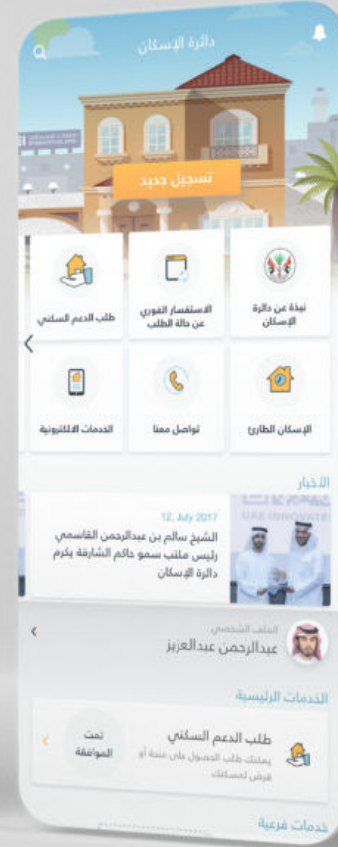 دائرة الإسكان
تسجيل جديد
نبذة عن دائرة
الإسكان
الاستفسار الفوري
عن حالة الطلب
طلب الدعم السكني
الإسكان الطارئ
تواصل معنا
الخدمات الالكترونية
الأخبار
12, July 2017
الشيخ سالم بن عبدالرحمن القاسمي
رئيس مكتب سمو حاكم الشارقة يكرم
دائرة الإسكان
UAE INNOVATE
الملف الشخصي
عبدالرحمن عبدالعزيز
الخدمات الرئيسية
طلب الدعم السكني
يمكنك طلب الحصول على منحة أو
قرض لمسكنك
تمت
الموافقة
خدمات فرعية